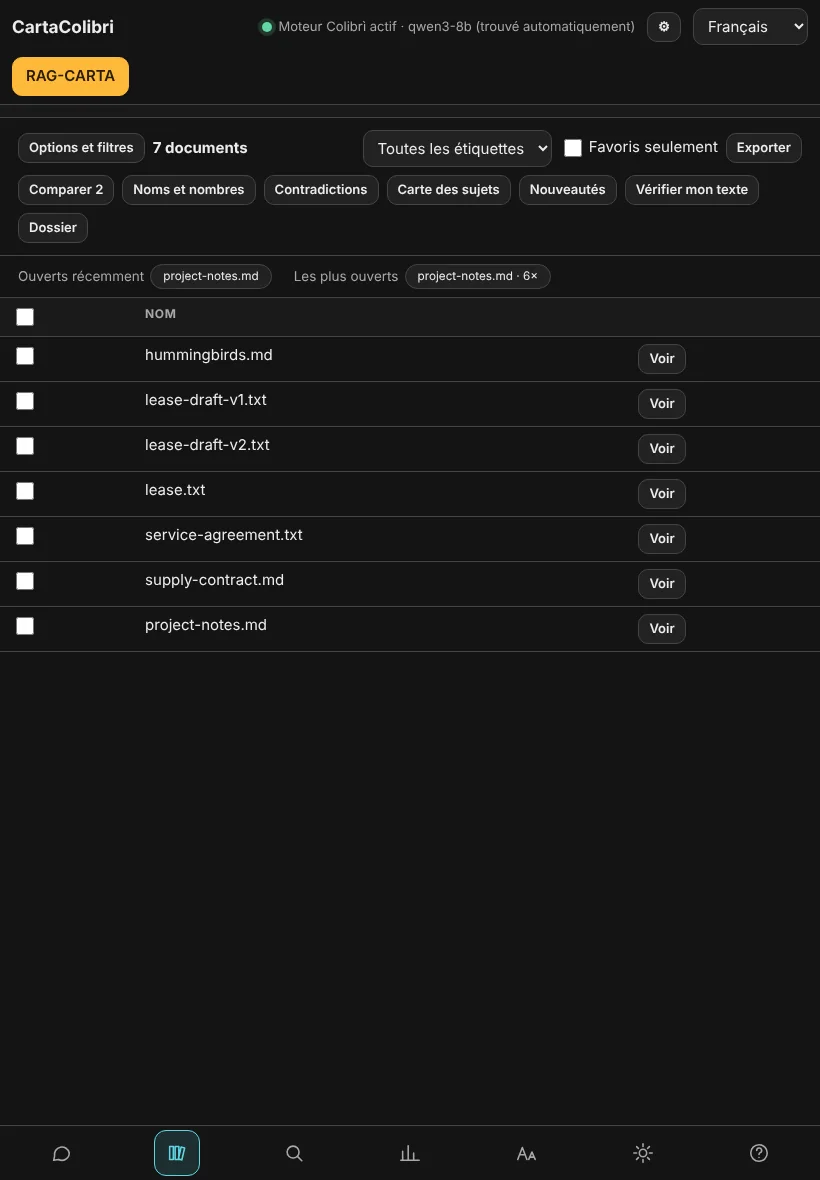 CartaColibri
Moteur Colibrì actif · qwen3-8b (trouvé automatiquement)
Français
RAG-CARTA
Options et filtres 7 documents Toutes les étiquettes Favoris seulement Exporter
Comparer 2 Noms et nombres Contradictions Carte des sujets Nouveautés Vérifier mon texte
Dossier
Ouverts récemment project-notes.md Les plus ouverts project-notes.md · 6×
NOM
hummingbirds.md Voir
lease-draft-v1.txt Voir
lease-draft-v2.txt Voir
lease.txt Voir
service-agreement.txt Voir
supply-contract.md Voir
project-notes.md Voir
AA